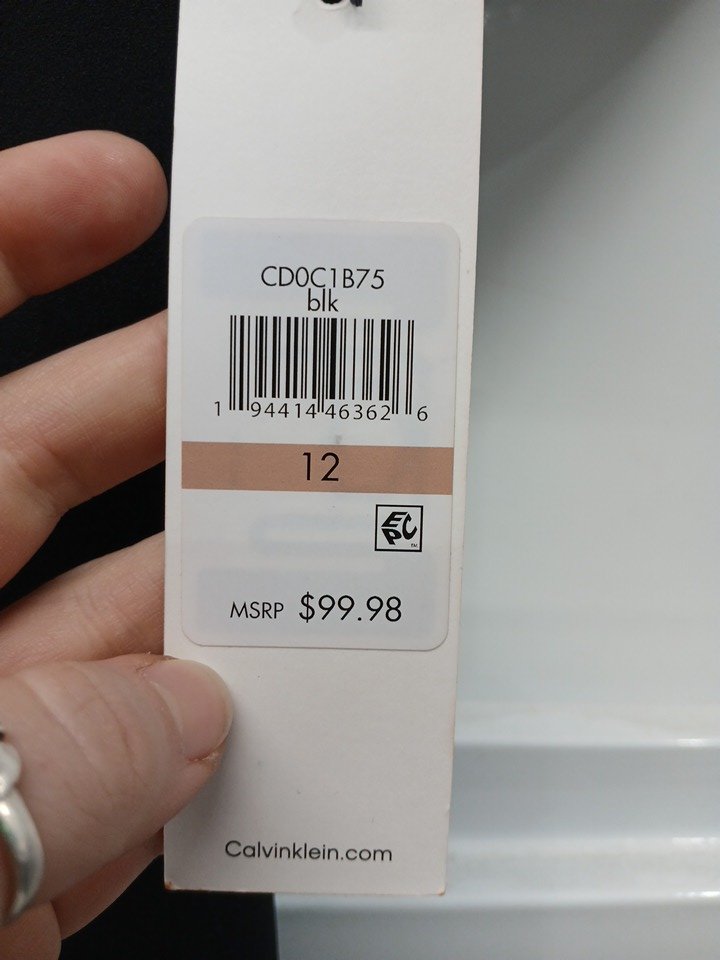 CD0C1B75
blk
1 94414 46362 6
12
EPC
MSRP $99.98
Calvinklein.com